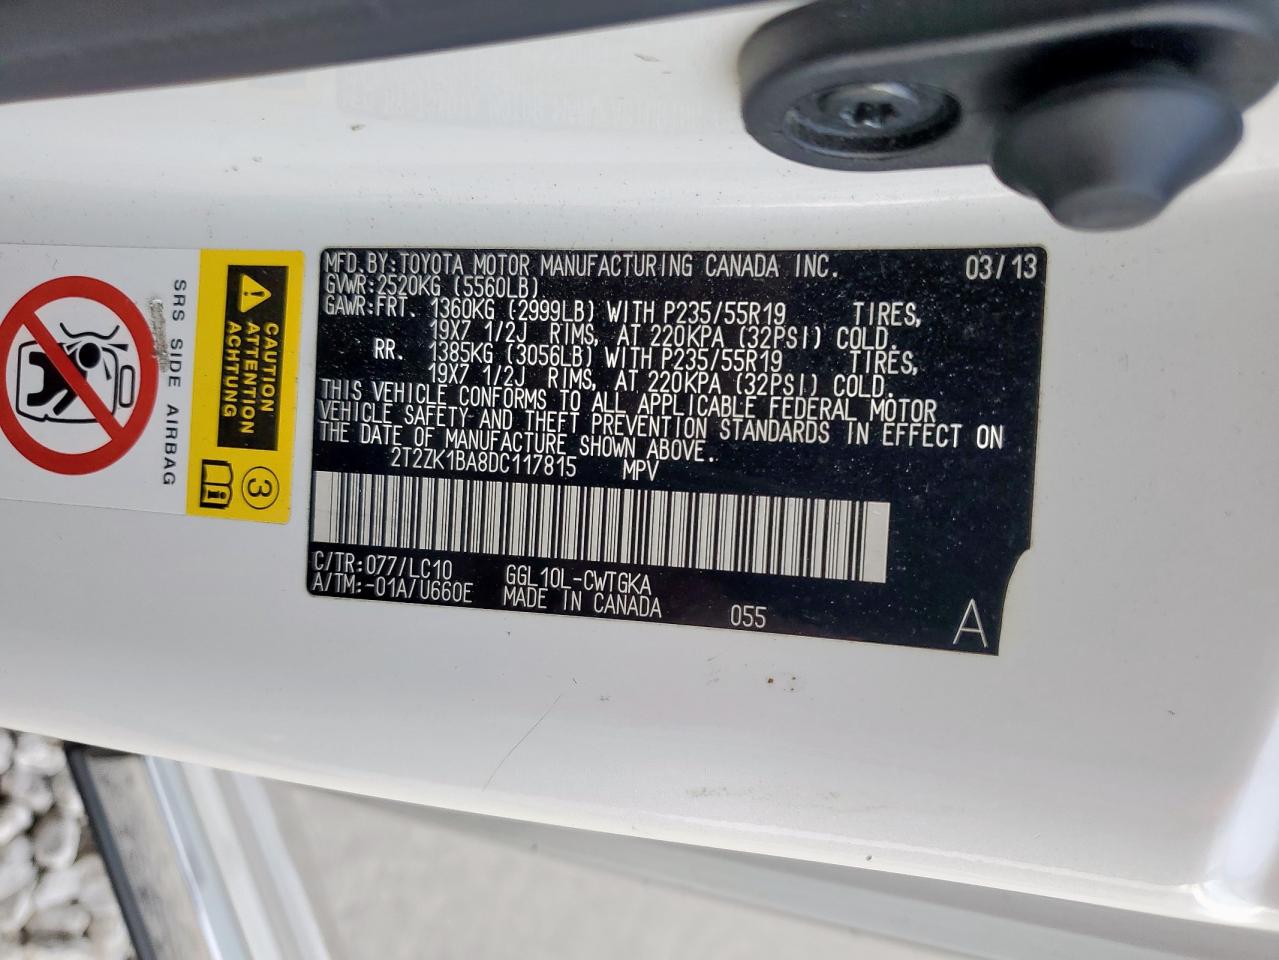 MFD.BY:TOYOTA MOTOR MANUFACTURING CANADA INC. 03/13
GVWR:2520KG (5560LB)
GAWR:FRT. 1360KG (2999LB) WITH P235/55R19 TIRES,
19X7 1/2J RIMS, AT 220KPA (32PSI) COLD.
RR. 1385KG (3056LB) WITH P235/55R19 TIRES,
19X7 1/2J RIMS, AT 220KPA (32PSI) COLD.
THIS VEHICLE CONFORMS TO ALL APPLICABLE FEDERAL MOTOR
VEHICLE SAFETY AND THEFT PREVENTION STANDARDS IN EFFECT ON
THE DATE OF MANUFACTURE SHOWN ABOVE.
2T2ZK1BA8DC117815 MPV
C/TR:077/LC10 GGL10L-CWTGKA
A/TM:-01A/U660E MADE IN CANADA 055 A
CAUTION
ATTENTION
ACHTUNG
3
SRS SIDE AIRBAG